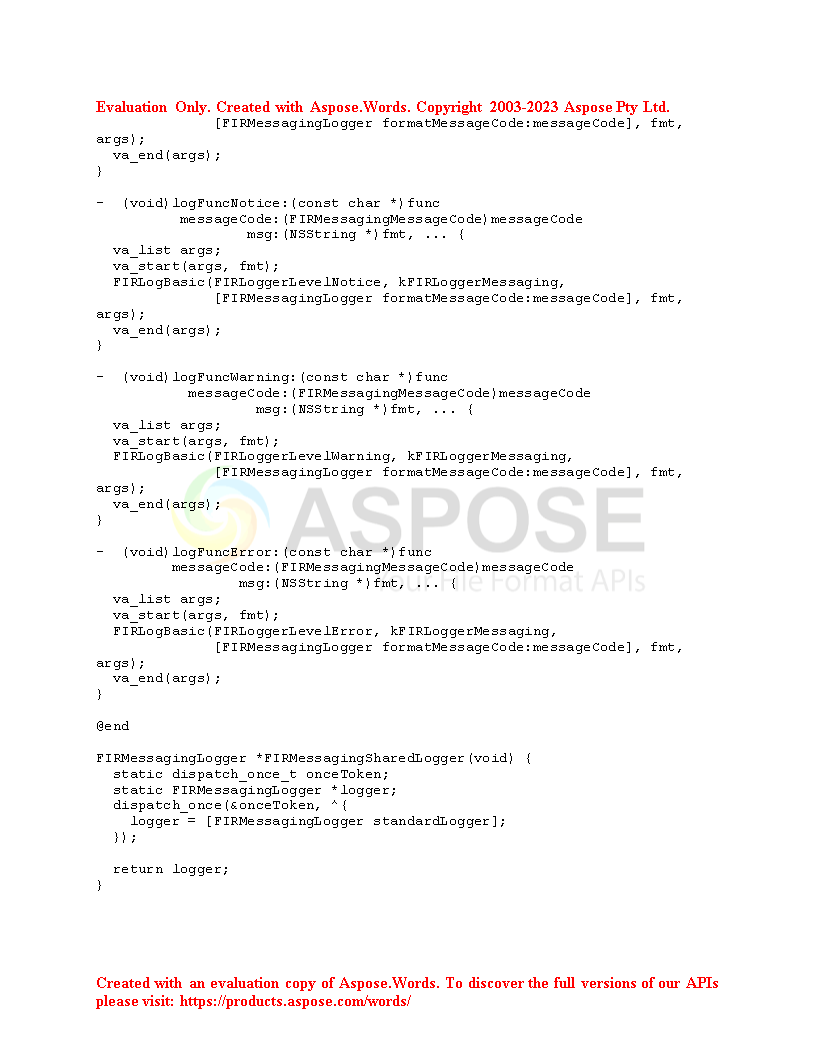 Evaluation Only. Created with Aspose.Words. Copyright 2003-2023 Aspose Pty Ltd.
              [FIRMessagingLogger formatMessageCode:messageCode], fmt,
args);
  va_end(args);
}

-  (void)logFuncNotice:(const char *)func
          messageCode:(FIRMessagingMessageCode)messageCode
                  msg:(NSString *)fmt, ... {
  va_list args;
  va_start(args, fmt);
  FIRLogBasic(FIRLoggerLevelNotice, kFIRLoggerMessaging,
              [FIRMessagingLogger formatMessageCode:messageCode], fmt,
args);
  va_end(args);
}

-  (void)logFuncWarning:(const char *)func
           messageCode:(FIRMessagingMessageCode)messageCode
                   msg:(NSString *)fmt, ... {
  va_list args;
  va_start(args, fmt);
  FIRLogBasic(FIRLoggerLevelWarning, kFIRLoggerMessaging,
              [FIRMessagingLogger formatMessageCode:messageCode], fmt,
args);
  va_end(args);
}
ASPOSE

-  (void)logFuncError:(const char *)func
         messageCode:(FIRMessagingMessageCode)messageCode
                 msg:(NSString *)fmt, ... {
Your File Format APIs
  va_list args;
  va_start(args, fmt);
  FIRLogBasic(FIRLoggerLevelError, kFIRLoggerMessaging,
              [FIRMessagingLogger formatMessageCode:messageCode], fmt,
args);
  va_end(args);
}

@end

FIRMessagingLogger *FIRMessagingSharedLogger(void) {
  static dispatch_once_t onceToken;
  static FIRMessagingLogger *logger;
  dispatch_once(&onceToken, ^{
    logger = [FIRMessagingLogger standardLogger];
  });

  return logger;
}

Created with an evaluation copy of Aspose.Words. To discover the full versions of our APIs
please visit: https://products.aspose.com/words/